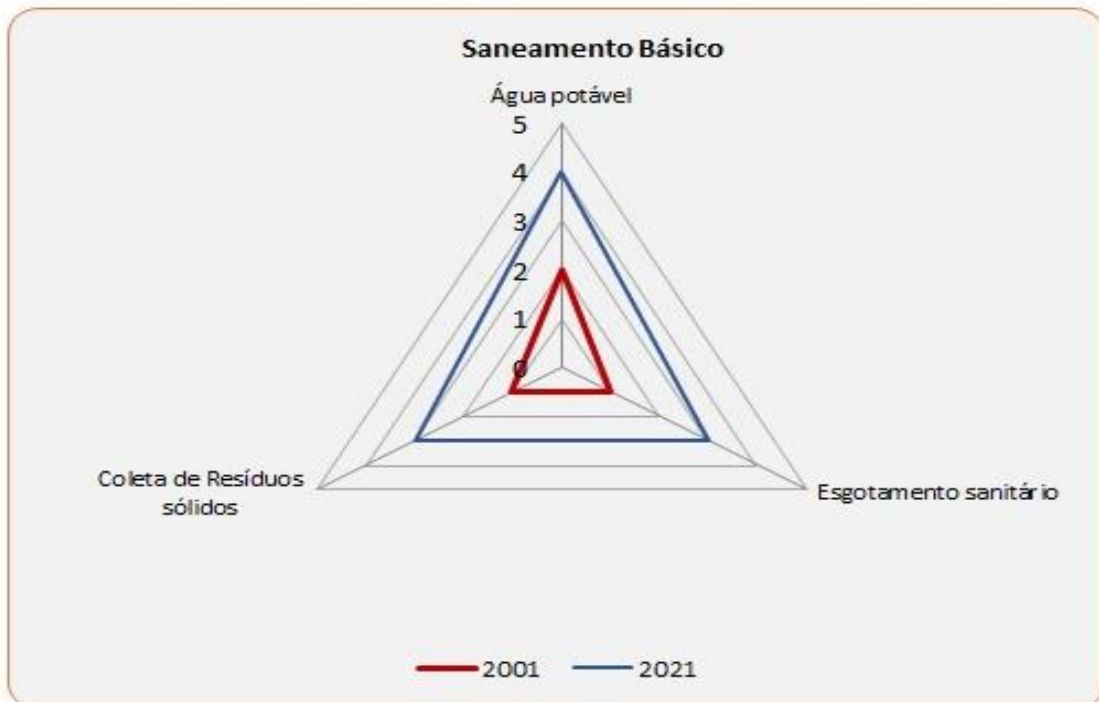 Saneamento Básico
Água potável
5
4
3
2
1
0
Coleta de Resíduos
sólidos
Esgotamento sanitário
2001
2021